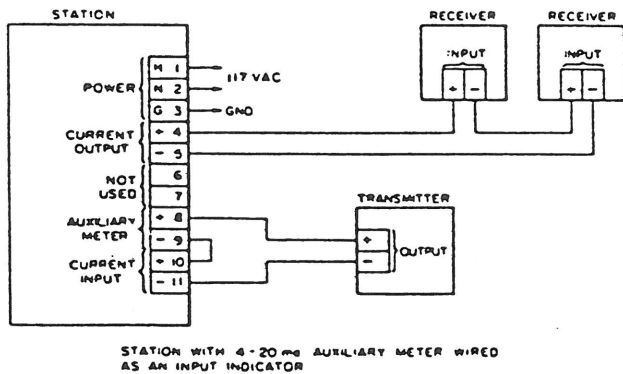 STATION
RECEIVER
RECEIVER
INPUT
INPUT
+ -
+ -
H 1
N 2
G 3
+ 4
- 5
6
7
+ 8
- 9
+ 10
- 11
POWER
117 VAC
GND
CURRENT
OUTPUT
NOT
USED
AUXILIARY
METER
CURRENT
INPUT
TRANSMITTER
+
-
OUTPUT
STATION WITH 4-20 ma AUXILIARY METER WIRED
AS AN INPUT INDICATOR